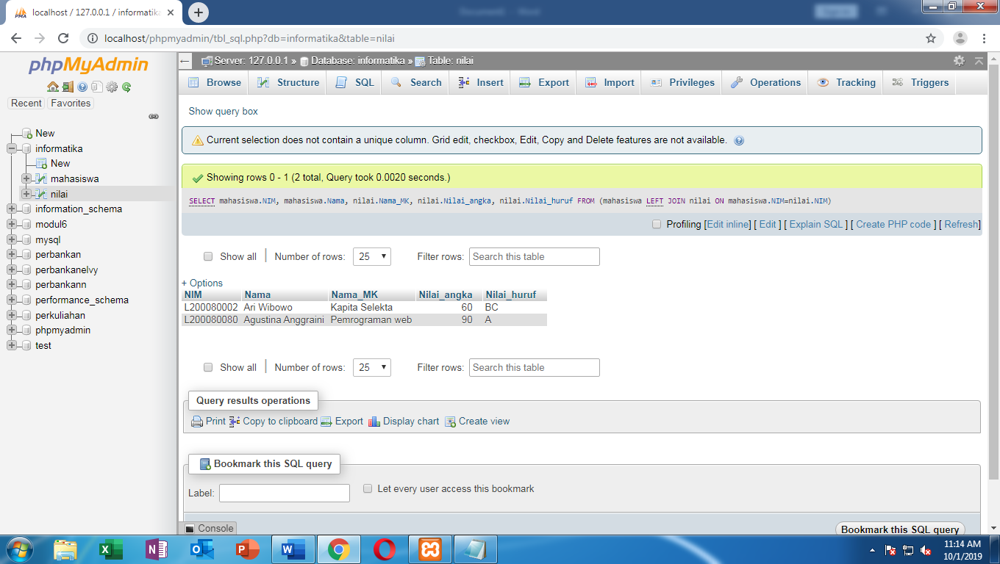 localhost / 127.0.0.1 / informatika
localhost/phpmyadmin/tbl_sql.php?db=informatika&table=nilai
phpMyAdmin
Recent Favorites
New
informatika
New
mahasiswa
nilai
information_schema
modul6
mysql
perbankan
perbankanelvy
perbankann
performance_schema
perkuliahan
phpmyadmin
test
Server: 127.0.0.1 » Database: informatika » Table: nilai
Browse Structure SQL Search Insert Export Import Privileges Operations Tracking Triggers
Show query box
Current selection does not contain a unique column. Grid edit, checkbox, Edit, Copy and Delete features are not available.
Showing rows 0 - 1 (2 total, Query took 0.0020 seconds.)
SELECT mahasiswa.NIM, mahasiswa.Nama, nilai.Nama_MK, nilai.Nilai_angka, nilai.Nilai_huruf FROM (mahasiswa LEFT JOIN nilai ON mahasiswa.NIM=nilai.NIM)
Profiling [Edit inline] [ Edit ] [ Explain SQL ] [ Create PHP code ] [ Refresh]
Show all | Number of rows: 25 Filter rows: Search this table
+ Options
NIM Nama Nama_MK Nilai_angka Nilai_huruf
L200080002 Ari Wibowo Kapita Selekta 60 BC
L200080080 Agustina Anggraini Pemrograman web 90 A
Show all | Number of rows: 25 Filter rows: Search this table
Query results operations
Print Copy to clipboard Export Display chart Create view
Bookmark this SQL query
Label: Let every user access this bookmark
Console
Bookmark this SQL query
11:14 AM
10/1/2019